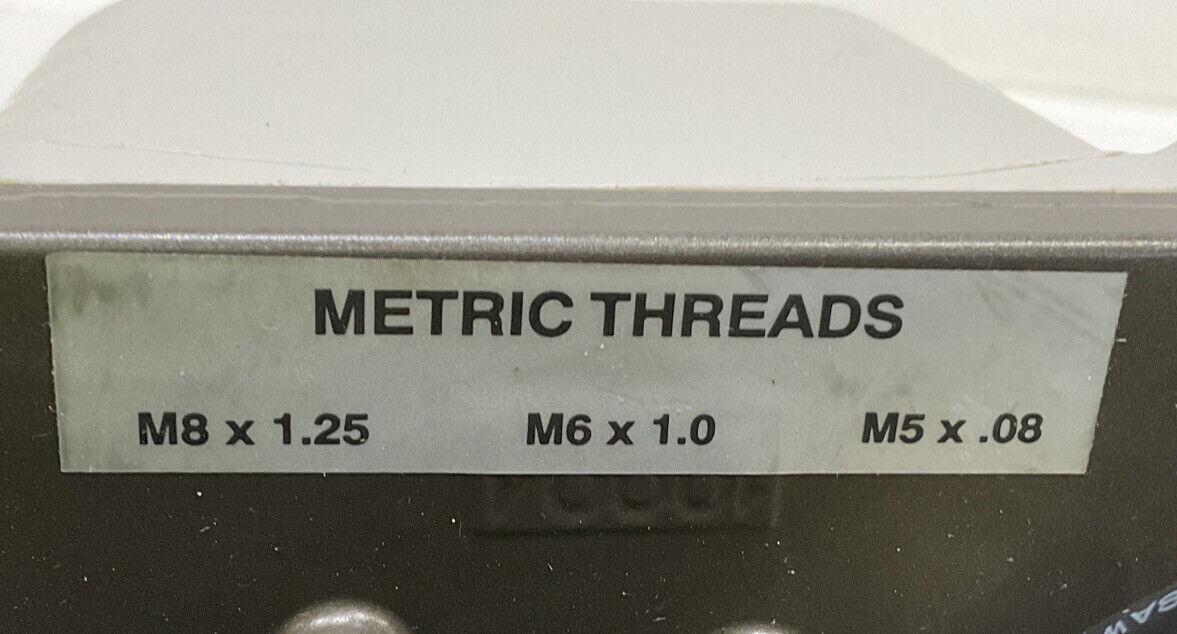 METRIC THREADS
M8 x 1.25 M6 x 1.0 M5 x .08